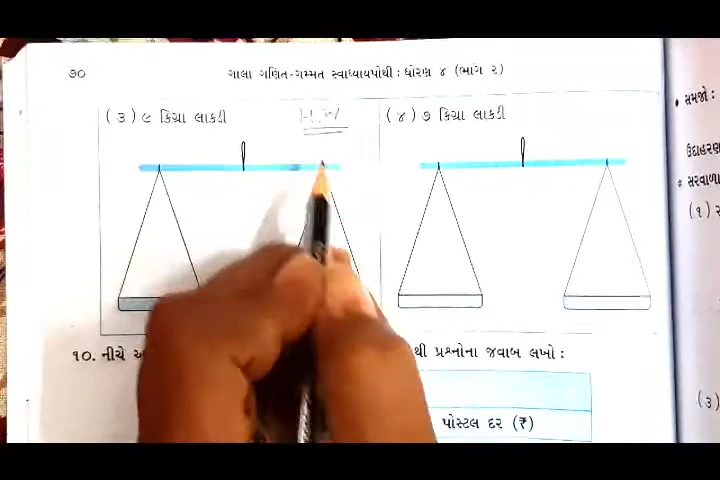 ૭૦ ગાલા ગણિત-ગમ્મત સ્વાધ્યાયપોથી : ધોરણ ૪ (ભાગ ૨)
(૩) ૯ કિગ્રા લાકડી H.W (૪) ૭ કિગ્રા લાકડી
૧૦. નીચે થી પ્રશ્નોના જવાબ લખો :
પોસ્ટલ દર (₹)
• સમજો :
ઉદાહરણ
# સરવાળા
(૧)
(૩)